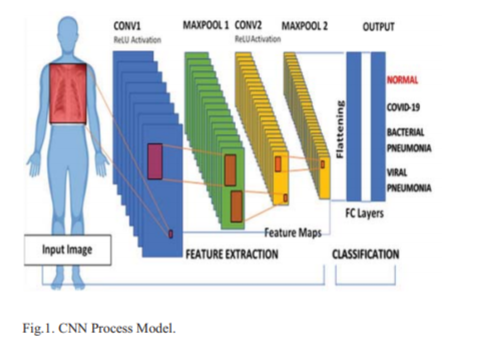 CONV1
ReLU Activation
MAXPOOL 1
CONV2
ReLU Activation
MAXPOOL 2
OUTPUT
NORMAL
COVID-19
BACTERIAL
PNEUMONIA
VIRAL
PNEUMONIA
Flattening
FC Layers
Feature Maps
Input Image
FEATURE EXTRACTION
CLASSIFICATION
Fig.1. CNN Process Model.